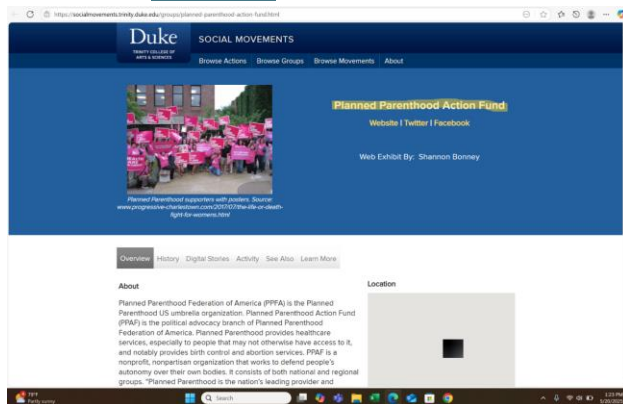 https://socialmovements.trinity.duke.edu/groups/planned-parenthood-action-fund.html
Duke
TRINITY COLLEGE OF
ARTS & SCIENCES
SOCIAL MOVEMENTS
Browse Actions Browse Groups Browse Movements About
Planned Parenthood Action Fund
Website | Twitter | Facebook
Web Exhibit By: Shannon Bonney
Planned Parenthood supporters with posters. Source:
www.progressive-charlestown.com/2017/07/the-life-or-death-
fight-for-womens.html
Overview History Digital Stories Activity See Also Learn More
About
Location
Planned Parenthood Federation of America (PPFA) is the Planned
Parenthood US umbrella organization. Planned Parenthood Action Fund
(PPAF) is the political advocacy branch of Planned Parenthood
Federation of America. Planned Parenthood provides healthcare
services, especially to people that may not otherwise have access to it,
and notably provides birth control and abortion services. PPAF is a
nonprofit, nonpartisan organization that works to defend people's
autonomy over their own bodies. It consists of both national and regional
groups. "Planned Parenthood is the nation's leading provider and
Partly sunny
Search
1:23 PM